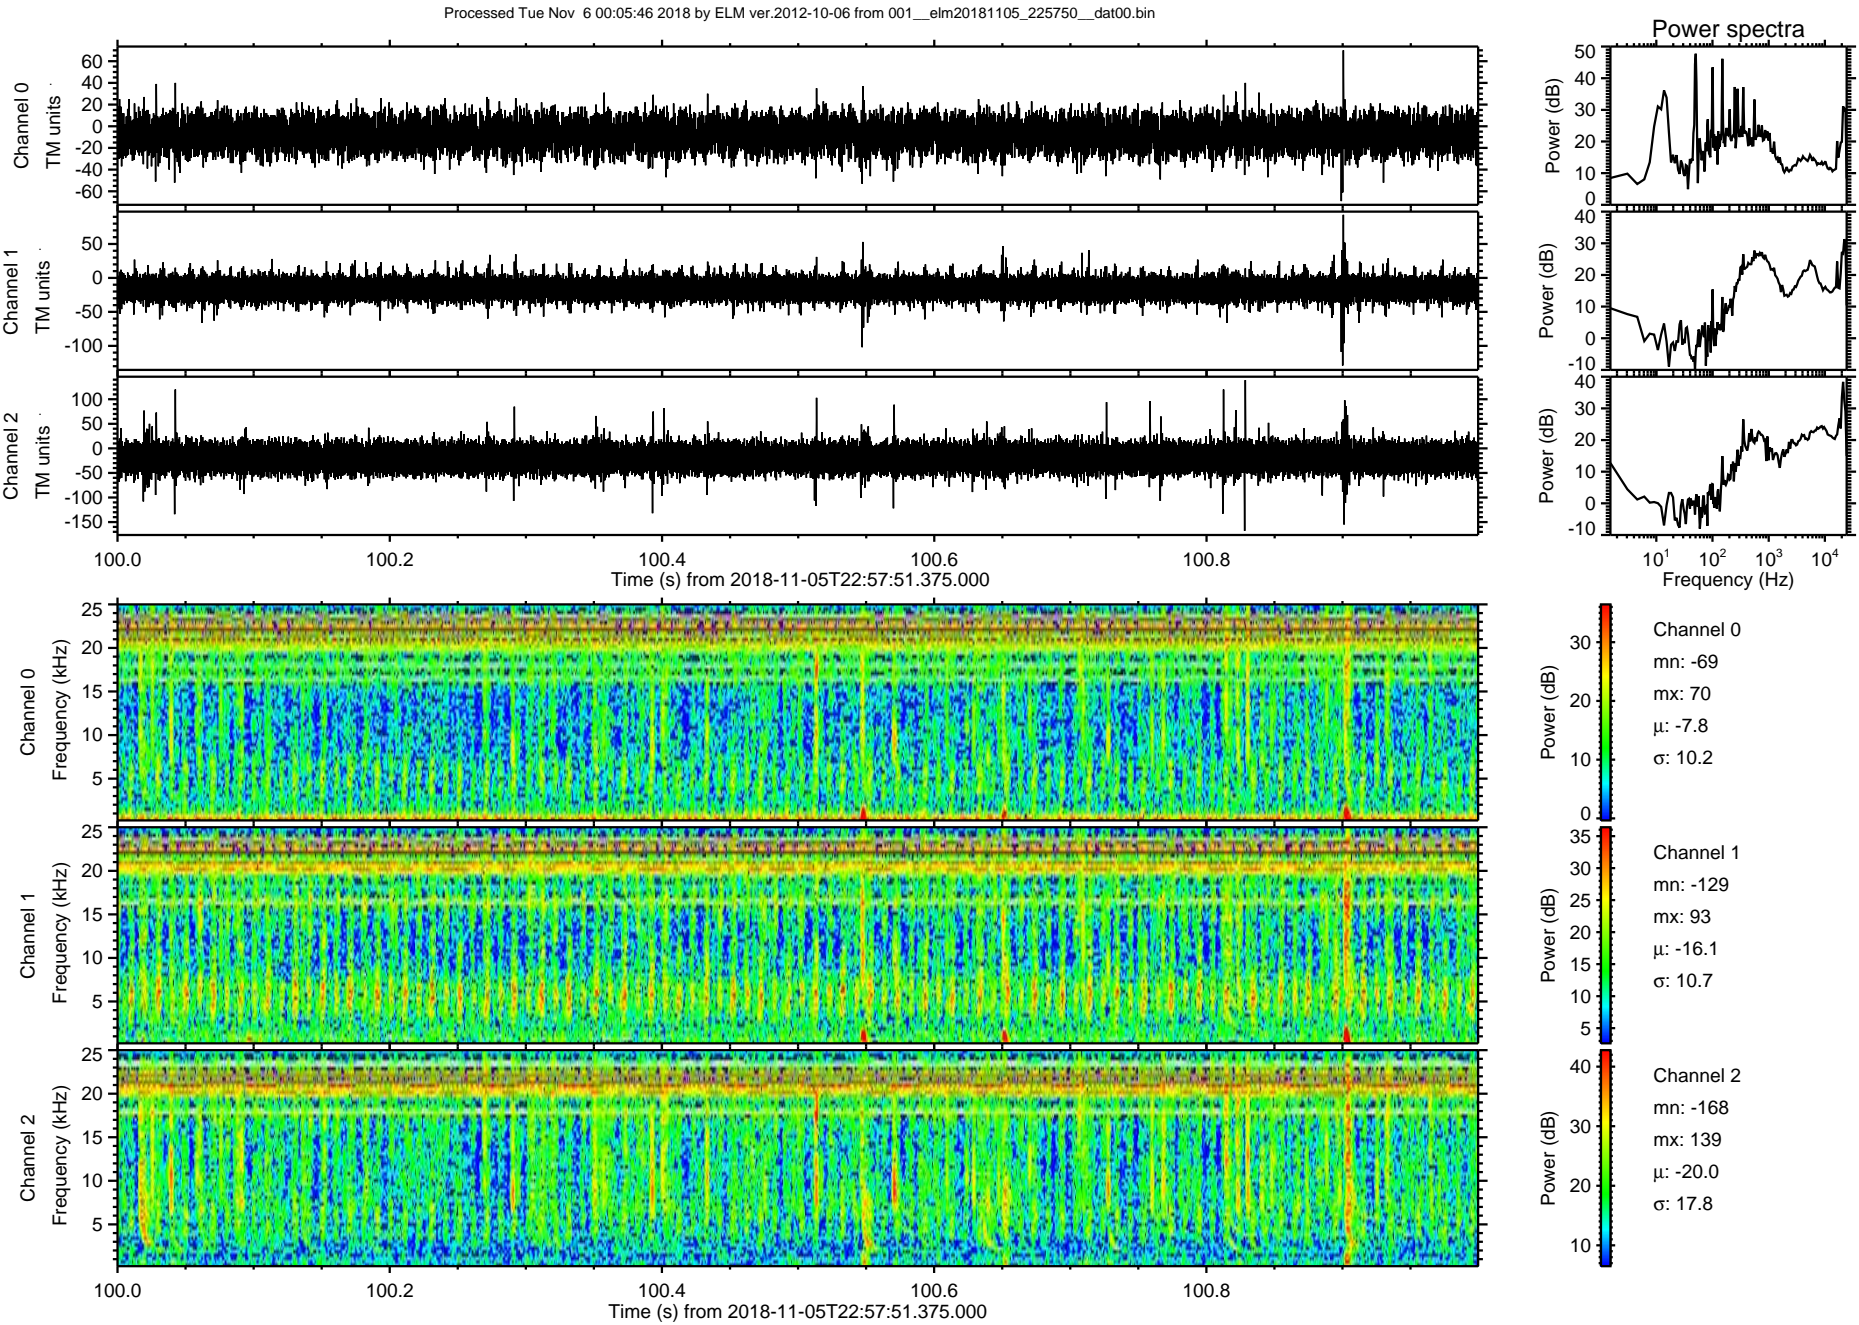 Processed Tue Nov 6 00:05:46 2018 by ELM ver.2012-10-06 from 001__elm20181105_225750__dat00.bin
Power spectra
Channel 0
TM units
60
40
20
0
-20
-40
-60
Power (dB)
50
40
30
20
10
0
Channel 1
TM units
50
0
-50
-100
Power (dB)
40
30
20
10
0
-10
Channel 2
TM units
100
50
0
-50
-100
-150
Power (dB)
40
30
20
10
0
-10
100.0 100.2 100.4 100.6 100.8
Time (s) from 2018-11-05T22:57:51.375.000
10¹ 10² 10³ 10⁴
Frequency (Hz)
Channel 0
Frequency (kHz)
25
20
15
10
5
Power (dB)
30
20
10
0
Channel 0
mn: -69
mx: 70
μ: -7.8
σ: 10.2
Channel 1
Frequency (kHz)
25
20
15
10
5
Power (dB)
35
30
25
20
15
10
5
Channel 1
mn: -129
mx: 93
μ: -16.1
σ: 10.7
Channel 2
Frequency (kHz)
25
20
15
10
5
Power (dB)
40
30
20
10
Channel 2
mn: -168
mx: 139
μ: -20.0
σ: 17.8
100.0 100.2 100.4 100.6 100.8
Time (s) from 2018-11-05T22:57:51.375.000